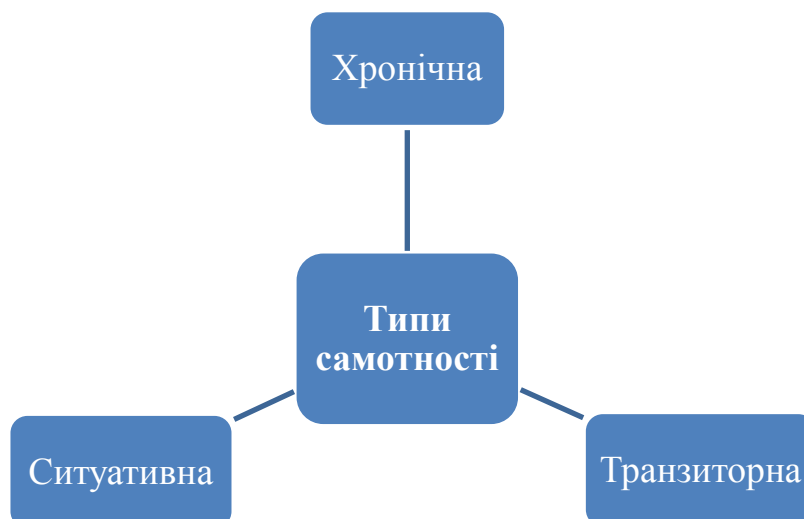 Хронічна
Типи
самотності
Ситуативна
Транзиторна